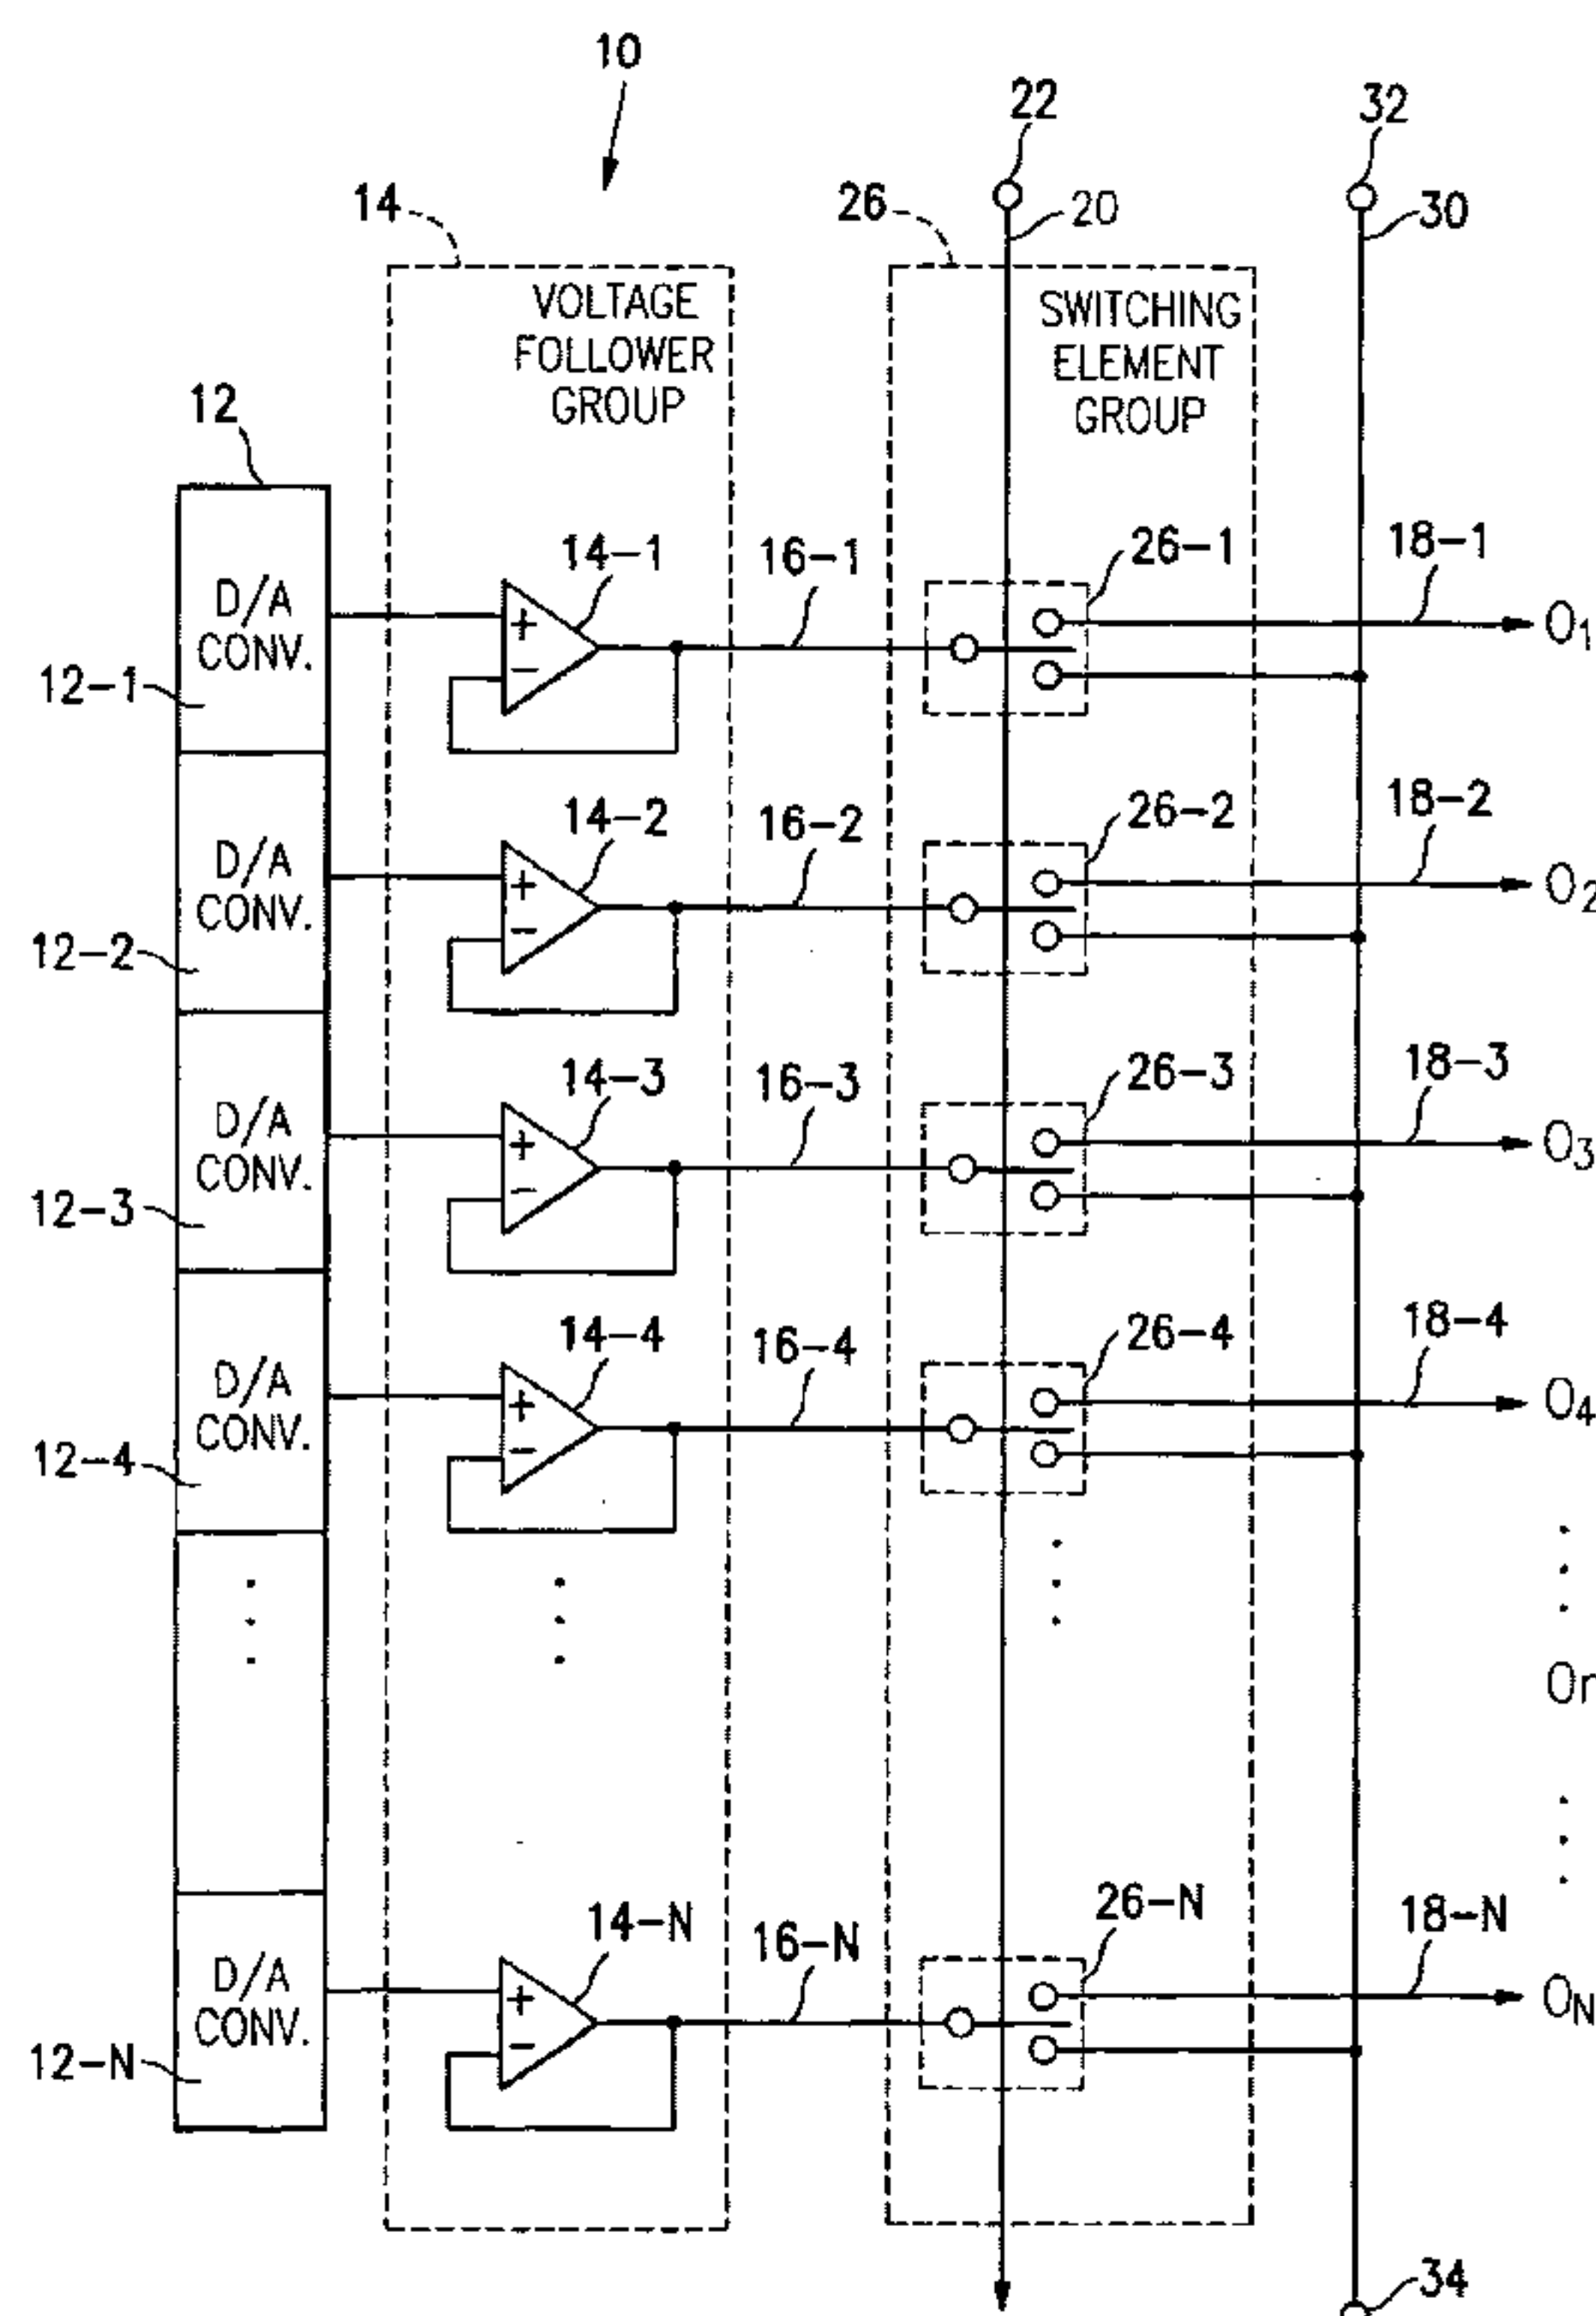 10
22
32
14
26
20
30
VOLTAGE
FOLLOWER
GROUP
SWITCHING
ELEMENT
GROUP
12
14-1
16-1
26-1
18-1
D/A
CONV.
+
-
O1
12-1
14-2
16-2
26-2
18-2
D/A
CONV.
+
-
O2
12-2
14-3
16-3
26-3
18-3
D/A
CONV.
+
-
O3
12-3
14-4
16-4
26-4
18-4
D/A
CONV.
+
-
O4
12-4
14-N
16-N
26-N
18-N
D/A
CONV.
+
-
ON
12-N
34